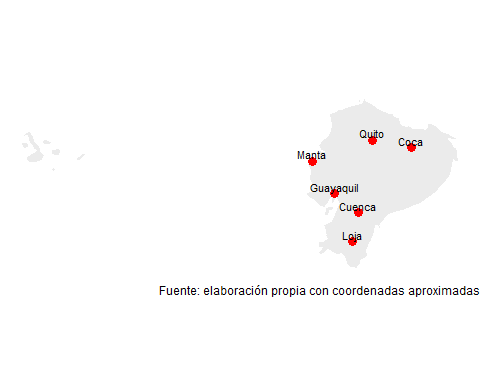 Quito
Coca
Manta
Guayaquil
Cuenca
Loja
Fuente: elaboración propia con coordenadas aproximadas